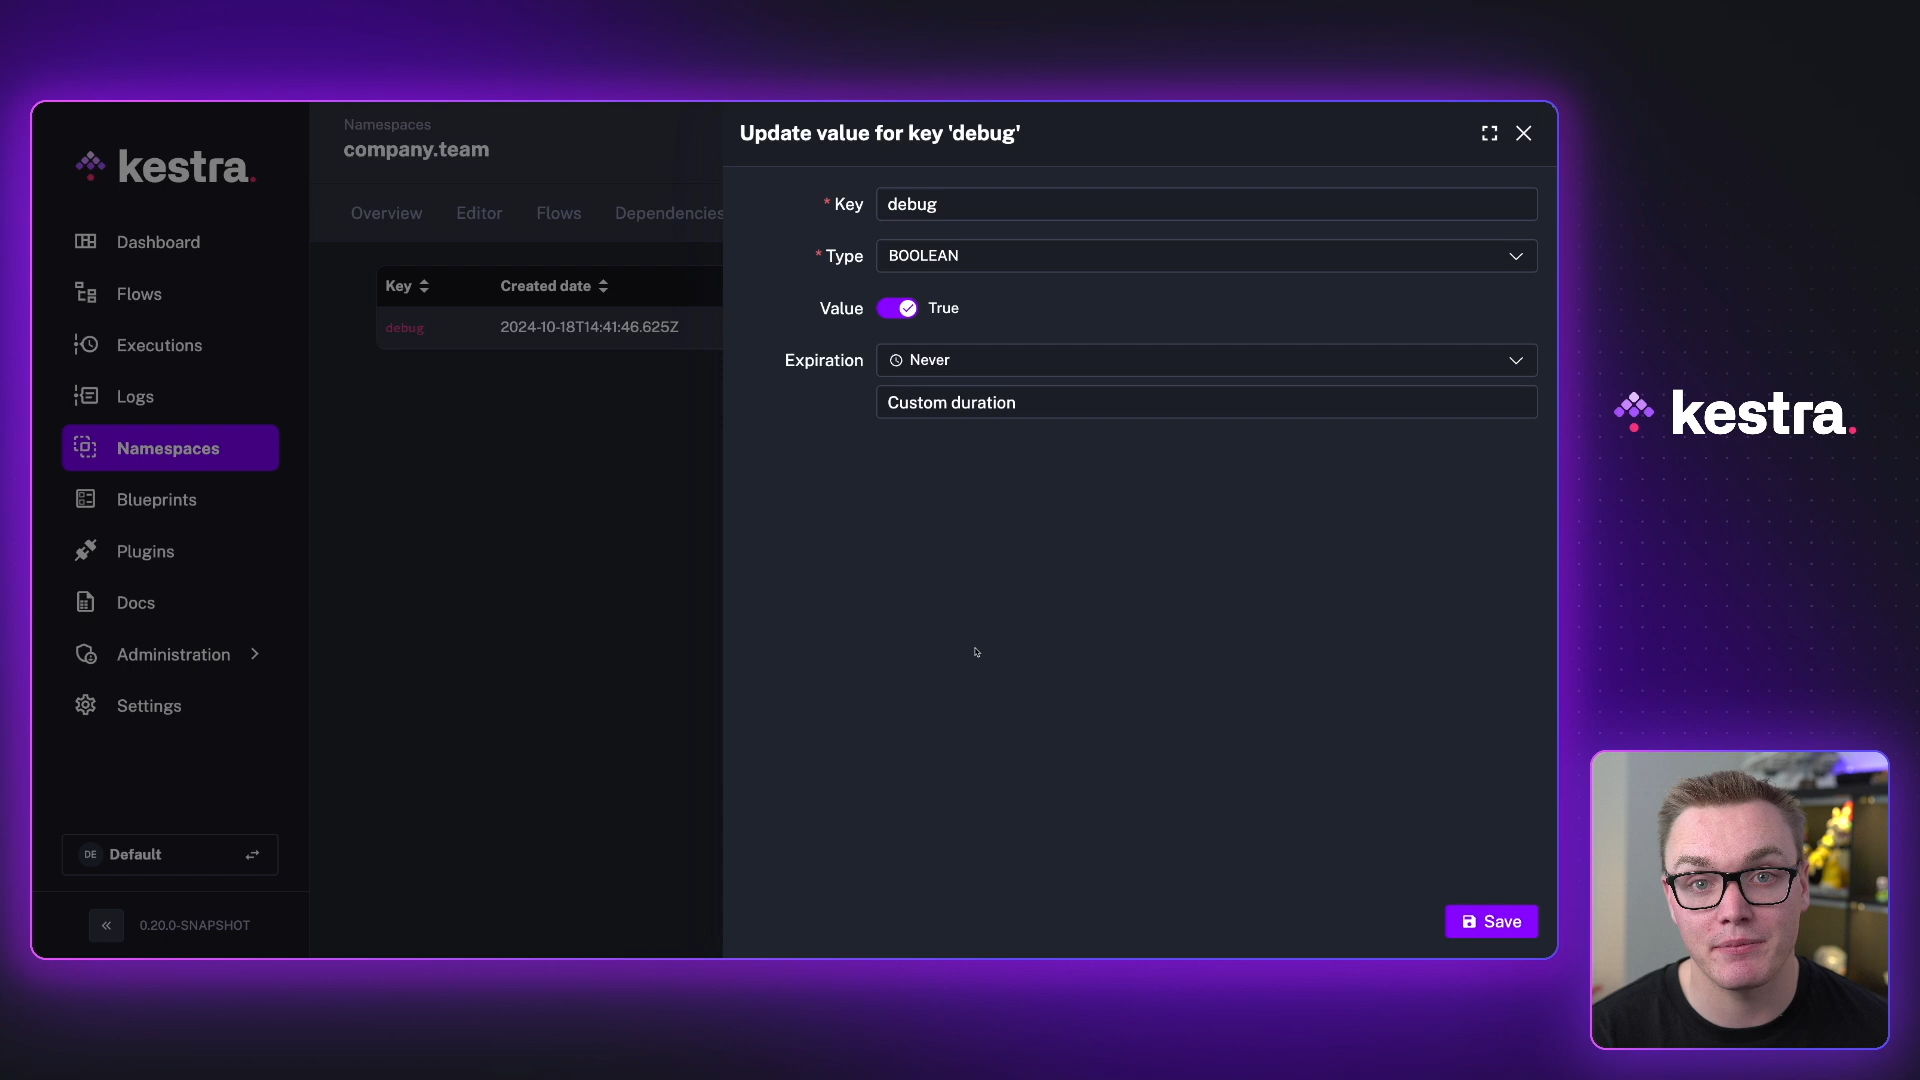 kestra.
Dashboard
Flows
Executions
Logs
Namespaces
Blueprints
Plugins
Docs
Administration
Settings
DE Default
0.20.0-SNAPSHOT
Namespaces
company.team
Overview Editor Flows Dependencies
Key Created date
debug 2024-10-18T14:41:46.625Z
Update value for key 'debug'
* Key debug
* Type BOOLEAN
Value True
Expiration Never
Custom duration
Save
kestra.